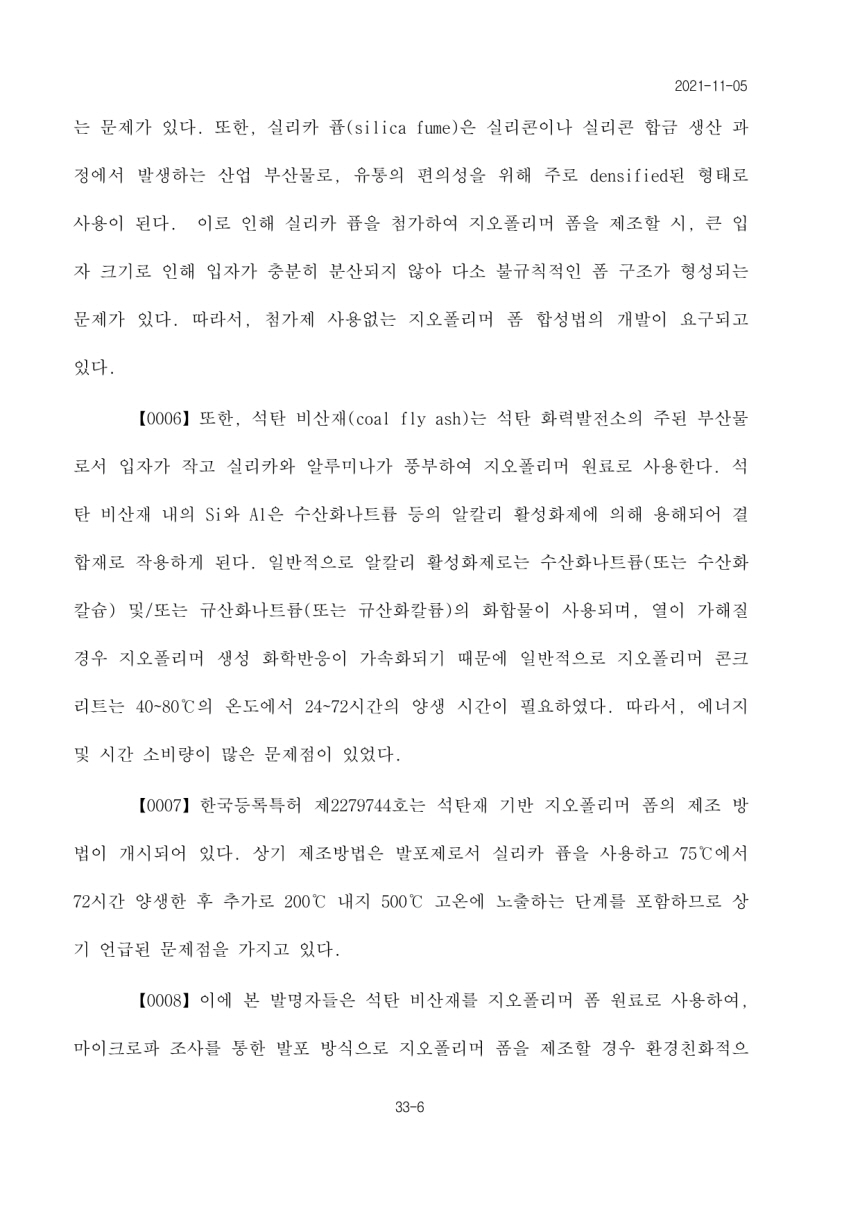 2021-11-05
는 문제가 있다. 또한, 실리카 퓸(silica fume)은 실리콘이나 실리콘 합금 생산 과
정에서 발생하는 산업 부산물로, 유통의 편의성을 위해 주로 densified된 형태로
사용이 된다. 이로 인해 실리카 퓸을 첨가하여 지오폴리머 폼을 제조할 시, 큰 입
자 크기로 인해 입자가 충분히 분산되지 않아 다소 불규칙적인 폼 구조가 형성되는
문제가 있다. 따라서, 첨가제 사용없는 지오폴리머 폼 합성법의 개발이 요구되고
있다.
【0006】또한, 석탄 비산재(coal fly ash)는 석탄 화력발전소의 주된 부산물
로서 입자가 작고 실리카와 알루미나가 풍부하여 지오폴리머 원료로 사용한다. 석
탄 비산재 내의 Si와 Al은 수산화나트륨 등의 알칼리 활성화제에 의해 용해되어 결
합재로 작용하게 된다. 일반적으로 알칼리 활성화제로는 수산화나트륨(또는 수산화
칼슘) 및/또는 규산화나트륨(또는 규산화칼륨)의 화합물이 사용되며, 열이 가해질
경우 지오폴리머 생성 화학반응이 가속화되기 때문에 일반적으로 지오폴리머 콘크
리트는 40~80℃의 온도에서 24~72시간의 양생 시간이 필요하였다. 따라서, 에너지
및 시간 소비량이 많은 문제점이 있었다.
【0007】한국등록특허 제2279744호는 석탄재 기반 지오폴리머 폼의 제조 방
법이 개시되어 있다. 상기 제조방법은 발포제로서 실리카 퓸을 사용하고 75℃에서
72시간 양생한 후 추가로 200℃ 내지 500℃ 고온에 노출하는 단계를 포함하므로 상
기 언급된 문제점을 가지고 있다.
【0008】이에 본 발명자들은 석탄 비산재를 지오폴리머 폼 원료로 사용하여,
마이크로파 조사를 통한 발포 방식으로 지오폴리머 폼을 제조할 경우 환경친화적으
33-6